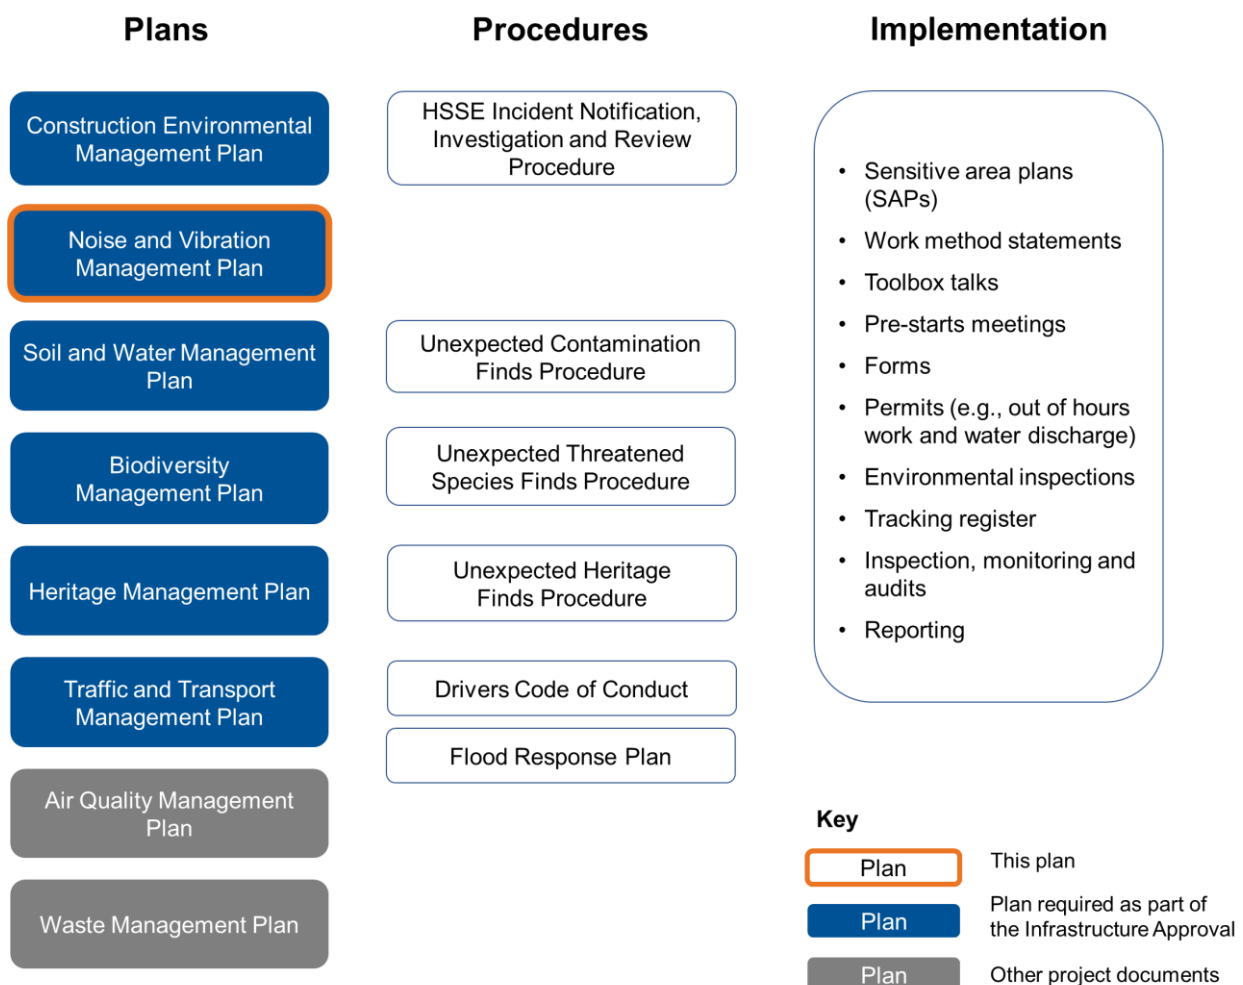 Plans
Procedures
Implementation
Construction Environmental
Management Plan
Noise and Vibration
Management Plan
Soil and Water Management
Plan
Biodiversity
Management Plan
Heritage Management Plan
Traffic and Transport
Management Plan
Air Quality Management
Plan
Waste Management Plan
HSSE Incident Notification,
Investigation and Review
Procedure
Unexpected Contamination
Finds Procedure
Unexpected Threatened
Species Finds Procedure
Unexpected Heritage
Finds Procedure
Drivers Code of Conduct
Flood Response Plan
• Sensitive area plans
(SAPs)
• Work method statements
• Toolbox talks
• Pre-starts meetings
• Forms
• Permits (e.g., out of hours
work and water discharge)
• Environmental inspections
• Tracking register
• Inspection, monitoring and
audits
• Reporting
Key
Plan
This plan
Plan
Plan required as part of
the Infrastructure Approval
Plan
Other project documents